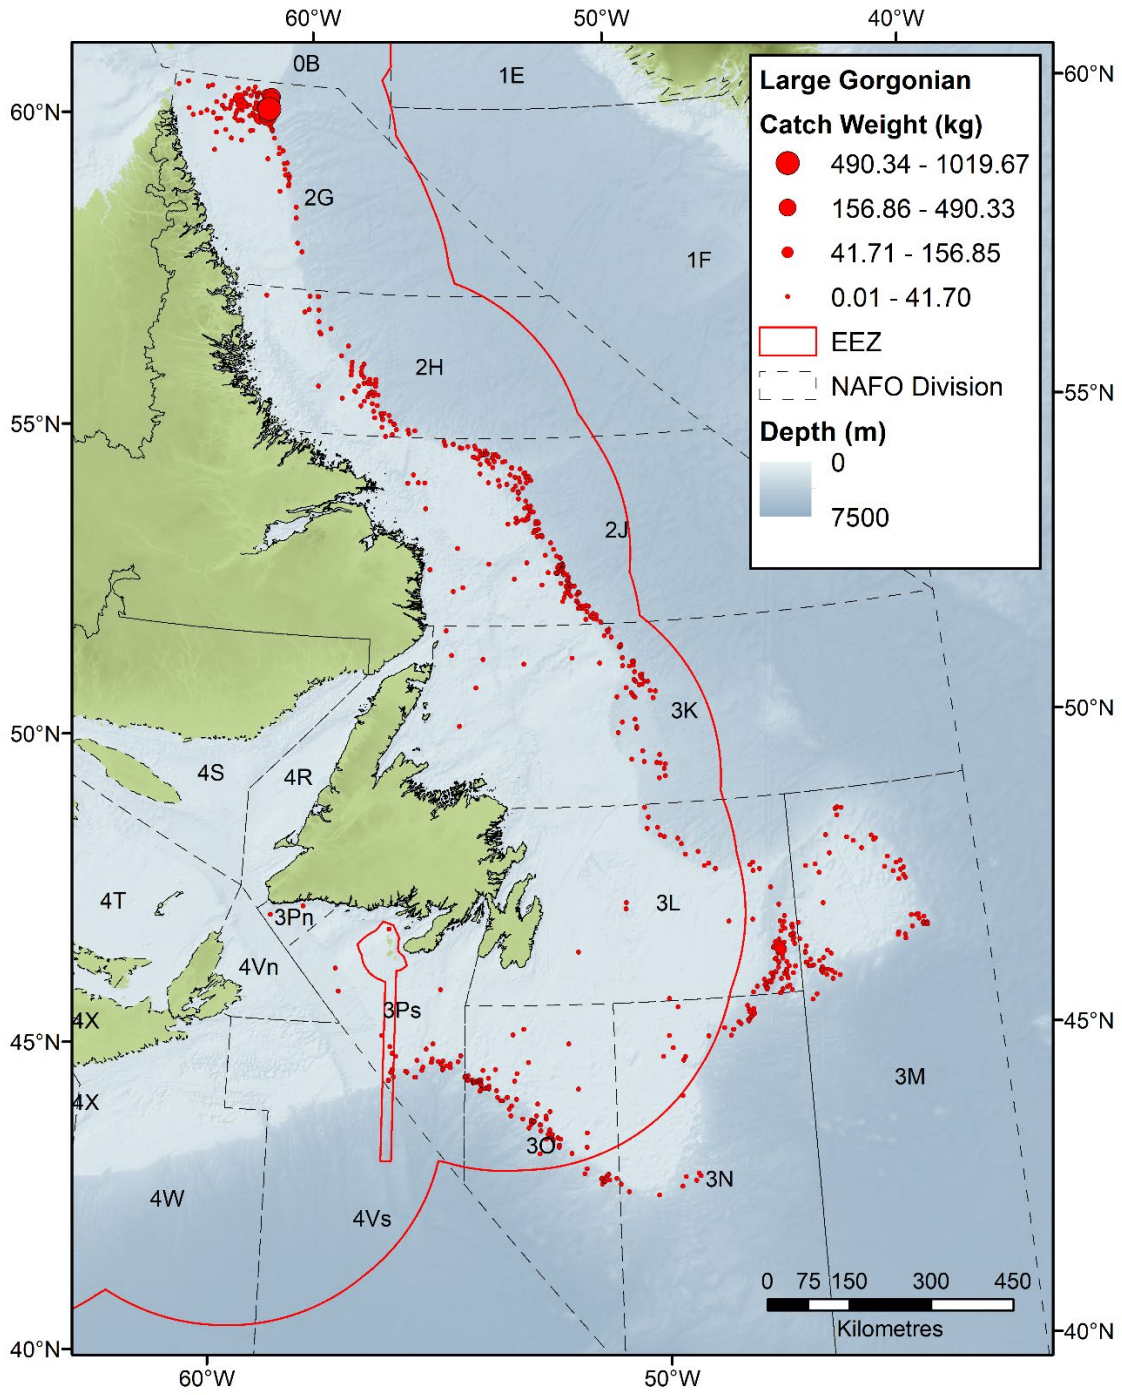 60°W
50°W
40°W
0B
1E
60°N
60°N
2G
1F
Large Gorgonian
Catch Weight (kg)
490.34 - 1019.67
156.86 - 490.33
41.71 - 156.85
0.01 - 41.70
EEZ
NAFO Division
Depth (m)
0
7500
2H
55°N
55°N
2J
3K
50°N
50°N
4S
4R
4T
3Pn
3L
4Vn
3Ps
4X
45°N
45°N
3M
4X
3O
3N
4W
4Vs
0 75 150 300 450
Kilometres
40°N
40°N
60°W
50°W